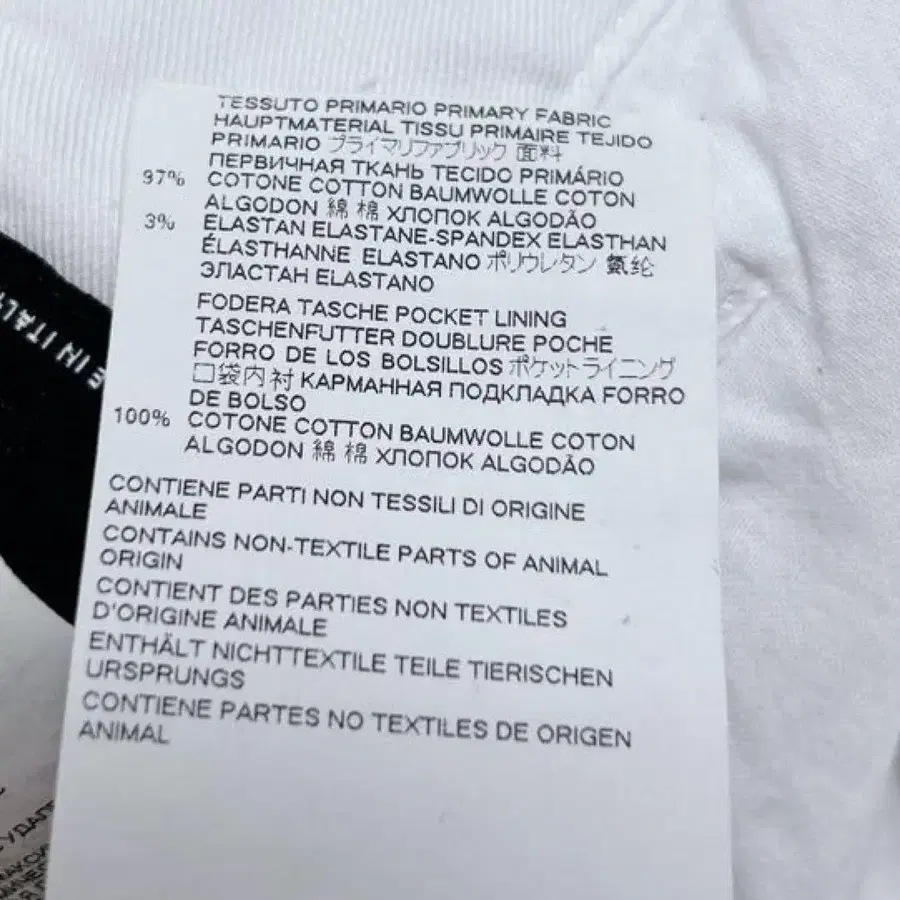 TESSUTO PRIMARIO PRIMARY FABRIC
HAUPTMATERIAL TISSU PRIMAIRE TEJIDO
PRIMARIO プライマリファブリック 面料
ПЕРВИЧНАЯ ТКАНЬ TECIDO PRIMÁRIO
97% COTONE COTTON BAUMWOLLE COTON
ALGODON 綿 棉 ХЛОПОК ALGODÃO
3% ELASTAN ELASTANE-SPANDEX ELASTHAN
ÉLASTHANNE ELASTANO ポリウレタン 氨纶
ЭЛАСТАН ELASTANO
FODERA TASCHE POCKET LINING
TASCHENFUTTER DOUBLURE POCHE
FORRO DE LOS BOLSILLOS ポケットライニング
口袋内衬 КАРМАННАЯ ПОДКЛАДКА FORRO
DE BOLSO
100% COTONE COTTON BAUMWOLLE COTON
ALGODON 綿 棉 ХЛОПОК ALGODÃO
CONTIENE PARTI NON TESSILI DI ORIGINE
ANIMALE
CONTAINS NON-TEXTILE PARTS OF ANIMAL
ORIGIN
CONTIENT DES PARTIES NON TEXTILES
D'ORIGINE ANIMALE
ENTHÄLT NICHTTEXTILE TEILE TIERISCHEN
URSPRUNGS
CONTIENE PARTES NO TEXTILES DE ORIGEN
ANIMAL
IN ITALY